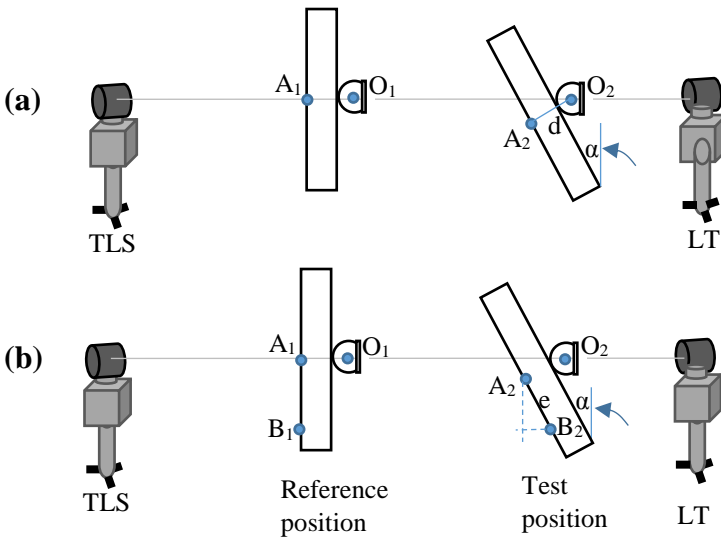 (a)
A1
O1
O2
A2
d
α
TLS
LT
(b)
A1
O1
O2
A2
e
α
B1
B2
TLS
Reference
position
Test
position
LT